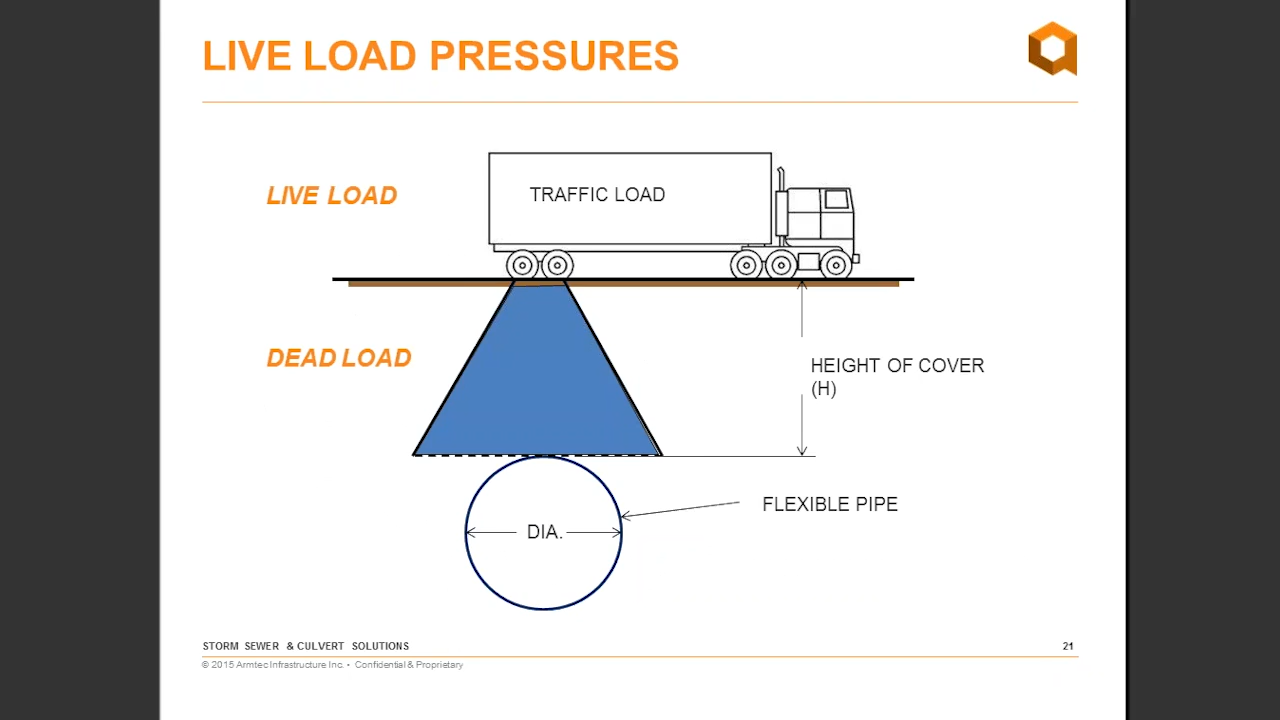 LIVE LOAD PRESSURES
LIVE LOAD
TRAFFIC LOAD
DEAD LOAD
HEIGHT OF COVER
(H)
FLEXIBLE PIPE
DIA.
STORM SEWER & CULVERT SOLUTIONS
21
© 2015 Armtec Infrastructure Inc. • Confidential & Proprietary